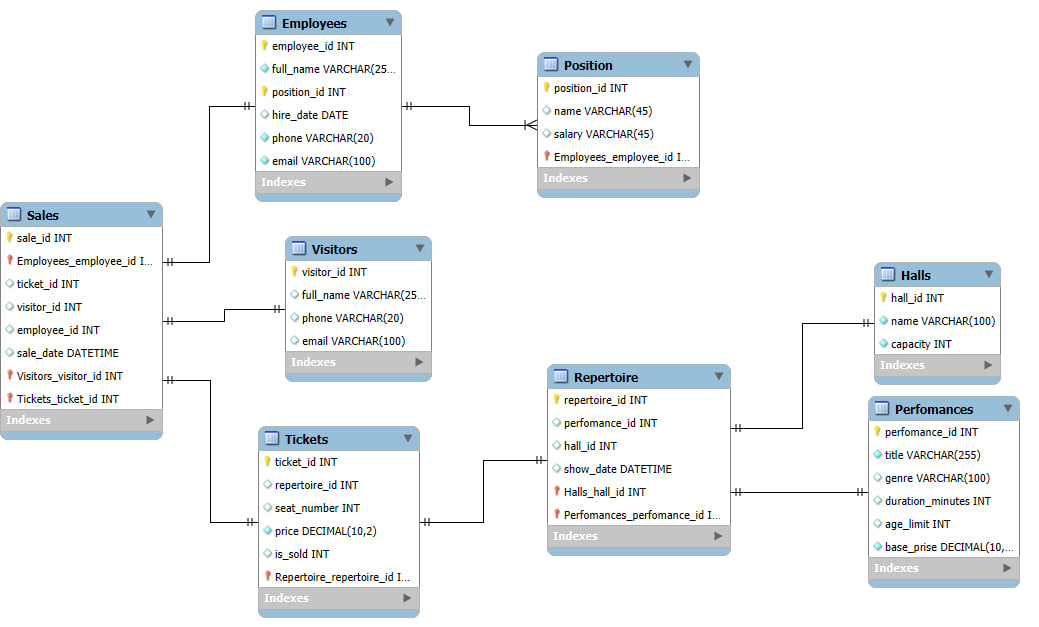 Employees
employee_id INT
full_name VARCHAR(25...
position_id INT
hire_date DATE
phone VARCHAR(20)
email VARCHAR(100)
Indexes
Position
position_id INT
name VARCHAR(45)
salary VARCHAR(45)
Employees_employee_id I...
Indexes
Sales
sale_id INT
Employees_employee_id I...
ticket_id INT
visitor_id INT
employee_id INT
sale_date DATETIME
Visitors_visitor_id INT
Tickets_ticket_id INT
Indexes
Visitors
visitor_id INT
full_name VARCHAR(25...
phone VARCHAR(20)
email VARCHAR(100)
Indexes
Tickets
ticket_id INT
repertoire_id INT
seat_number INT
price DECIMAL(10,2)
is_sold INT
Repertoire_repertoire_id I...
Indexes
Repertoire
repertoire_id INT
perfomance_id INT
hall_id INT
show_date DATETIME
Halls_hall_id INT
Perfomances_perfomance_id I...
Indexes
Halls
hall_id INT
name VARCHAR(100)
capacity INT
Indexes
Perfomances
perfomance_id INT
title VARCHAR(255)
genre VARCHAR(100)
duration_minutes INT
age_limit INT
base_prise DECIMAL(10,...
Indexes